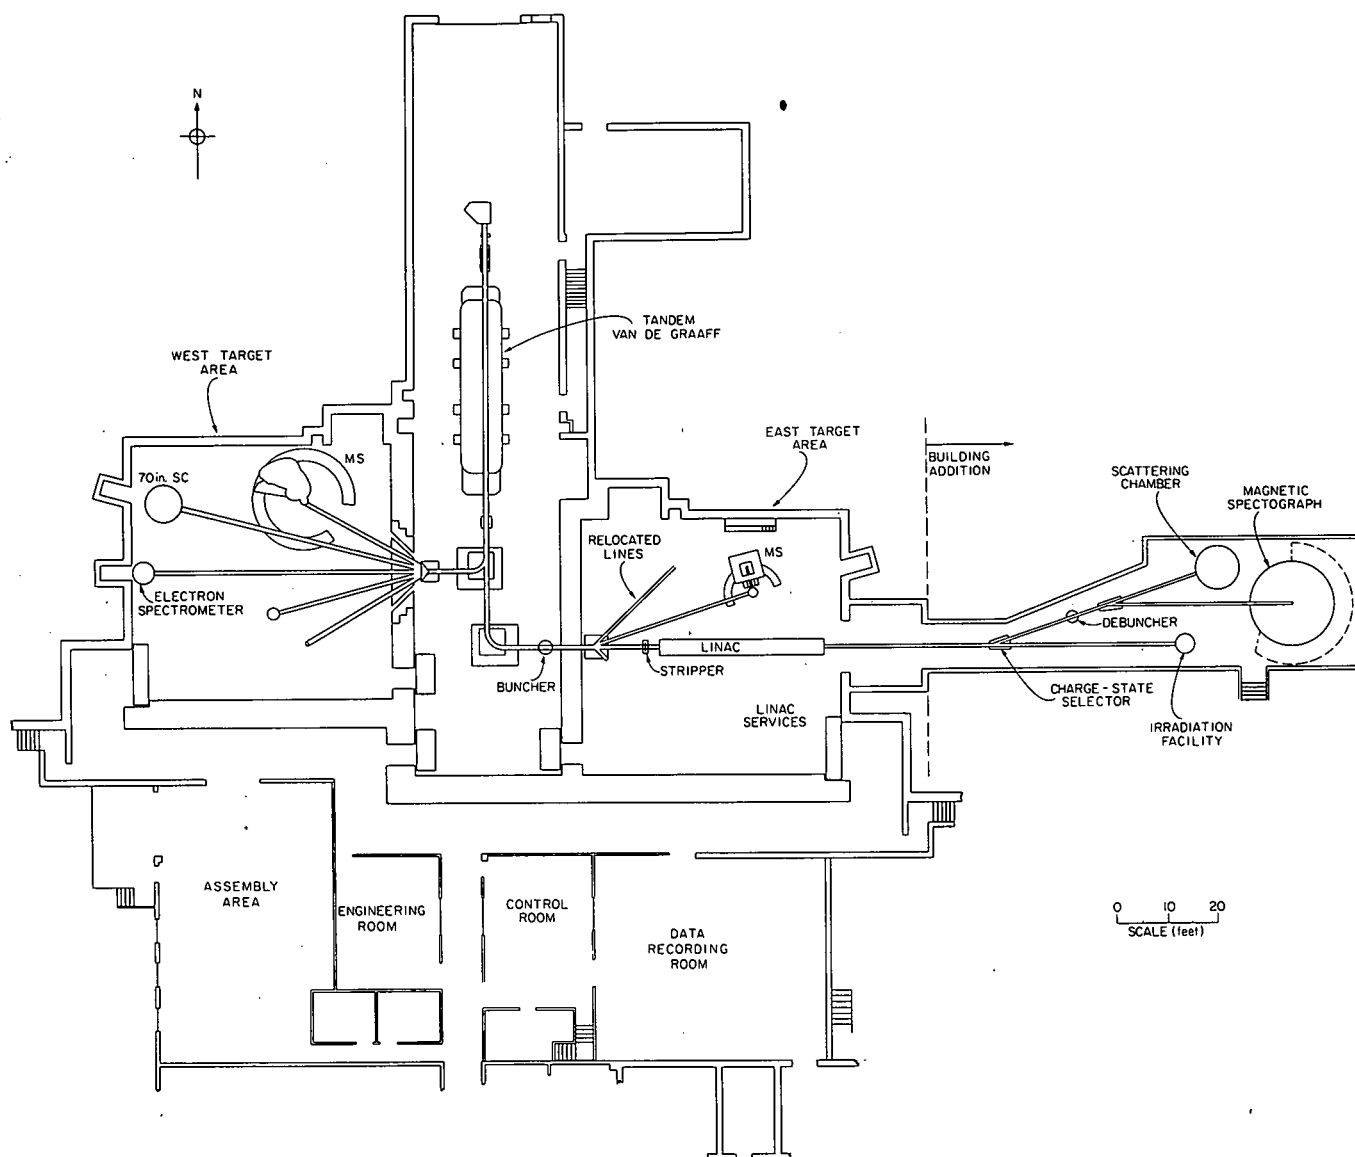 N
TANDEM
VAN DE GRAAFF
WEST TARGET
AREA
EAST TARGET
AREA
BUILDING
ADDITION
MS
70 in. SC
SCATTERING
CHAMBER
MAGNETIC
SPECTOGRAPH
RELOCATED
LINES
MS
ELECTRON
SPECTROMETER
DEBUNCHER
LINAC
STRIPPER
BUNCHER
CHARGE-STATE
SELECTOR
LINAC
SERVICES
IRRADIATION
FACILITY
ASSEMBLY
AREA
ENGINEERING
ROOM
CONTROL
ROOM
DATA
RECORDING
ROOM
0 10 20
SCALE (feet)